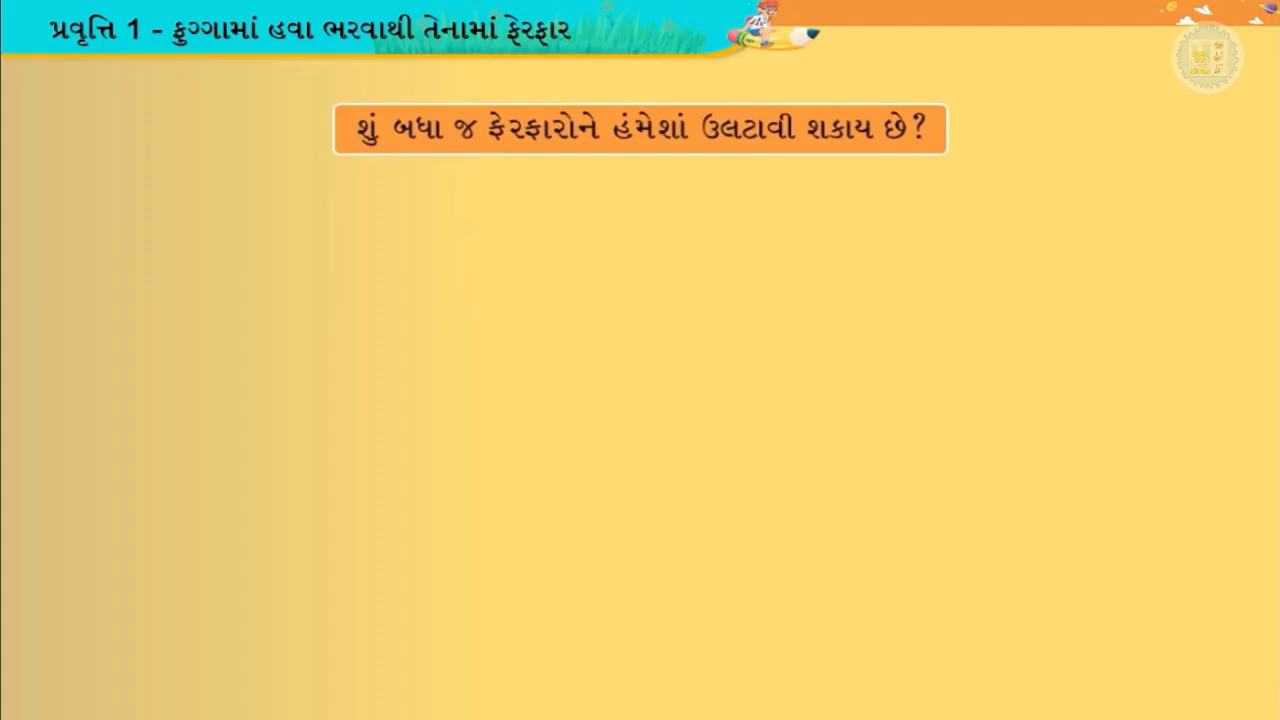 પ્રવૃત્તિ 1 - ફુગ્ગામાં હવા ભરવાથી તેનામાં ફેરફાર
શું બધા જ ફેરફારોને હંમેશાં ઉલટાવી શકાય છે?